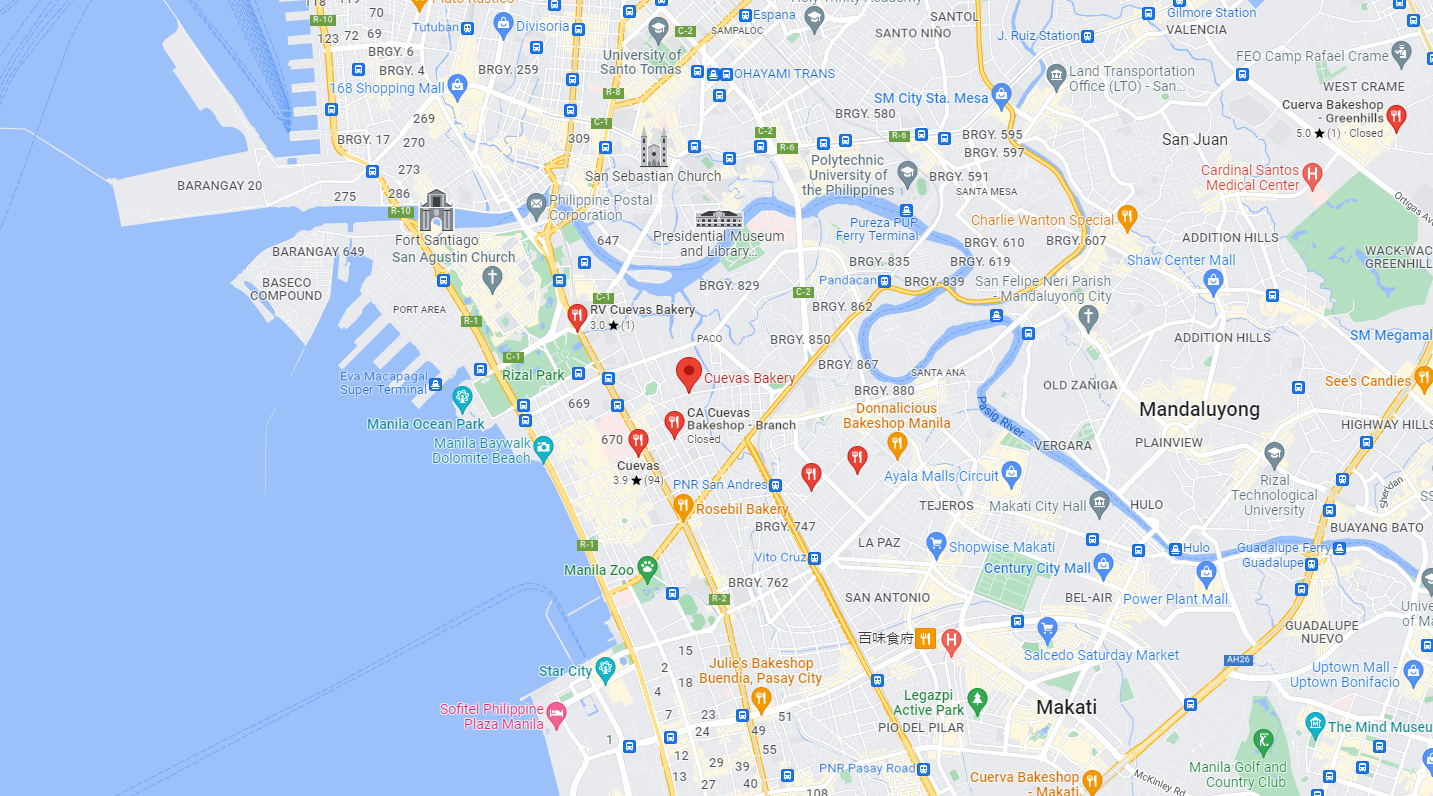 118
70
Plato Rustico
R-10
Tutuban
Divisoria
Espana
Holy Trinity Academy
SANTOL
Gilmore Station
123
72
69
C-2
SAMPALOC
SANTO NINO
J. Ruiz Station
VALENCIA
BRGY. 6
University of
Santo Tomas
FEO Camp Rafael Crame
BRGY. 4
BRGY. 259
OHAYAMI TRANS
Land Transportation
Office (LTO) - San...
168 Shopping Mall
R-8
SM City Sta. Mesa
WEST CRAME
Cuerva Bakeshop
- Greenhills
5.0 ★ (1) · Closed
269
C-1
BRGY. 580
BRGY. 17
270
309
C-2
R-6
R-6
BRGY. 595
San Juan
BRGY. 597
273
San Sebastian Church
Polytechnic
University of
the Philippines
BRGY. 591
Cardinal Santos
Medical Center
BARANGAY 20
275
286
SANTA MESA
R-10
Philippine Postal
Corporation
Ortigas Ave
Pureza PUP
Ferry Terminal
Charlie Wanton Special
Fort Santiago
647
Presidential Museum
and Library...
BRGY. 610
BRGY. 607
ADDITION HILLS
BARANGAY 649
San Agustin Church
BRGY. 835
BRGY. 619
Shaw Center Mall
WACK-WAC
GREENHILL
BASECO
COMPOUND
Pandacan
BRGY. 839
San Felipe Neri Parish
- Mandaluyong City
BRGY. 829
C-2
PORT AREA
C-1
RV Cuevas Bakery
3.0 ★ (1)
BRGY. 862
R-1
PACO
BRGY. 850
ADDITION HILLS
SM Megamal
C-1
BRGY. 867
SANTA ANA
Eva Macapagal
Super Terminal
Rizal Park
Cuevas Bakery
BRGY. 880
OLD ZAÑIGA
See's Candies
669
CA Cuevas
Bakeshop - Branch
Closed
Donnalicious
Bakeshop Manila
Pasig River
Mandaluyong
Manila Ocean Park
HIGHWAY HILLS
Manila Baywalk
Dolomite Beach
670
VERGARA
PLAINVIEW
Cuevas
3.9 ★ (94)
PNR San Andres
Ayala Malls Circuit
Rizal
Technological
University
Sheridan
Rosebil Bakery
TEJEROS
Makati City Hall
HULO
BRGY. 747
BUAYANG BATO
R-1
LA PAZ
Shopwise Makati
Hulo
Guadalupe Ferry
Guadalupe
Vito Cruz
Manila Zoo
Century City Mall
BRGY. 762
R-2
SAN ANTONIO
BEL-AIR
Power Plant Mall
GUADALUPE
NUEVO
百味食府
15
2
Julie's Bakeshop
Buendia, Pasay City
Salcedo Saturday Market
AH26
Star City
18
Uptown Mall -
Uptown Bonifacio
4
Legazpi
Active Park
Makati
Sofitel Philippine
Plaza Manila
7
23
51
PIO DEL PILAR
The Mind Museu
1
24
49
12
55
29
39
PNR Pasay Road
Manila Golf and
Country Club
13
27
40
108
Cuerva Bakeshop
- Makati
McKinley Rd